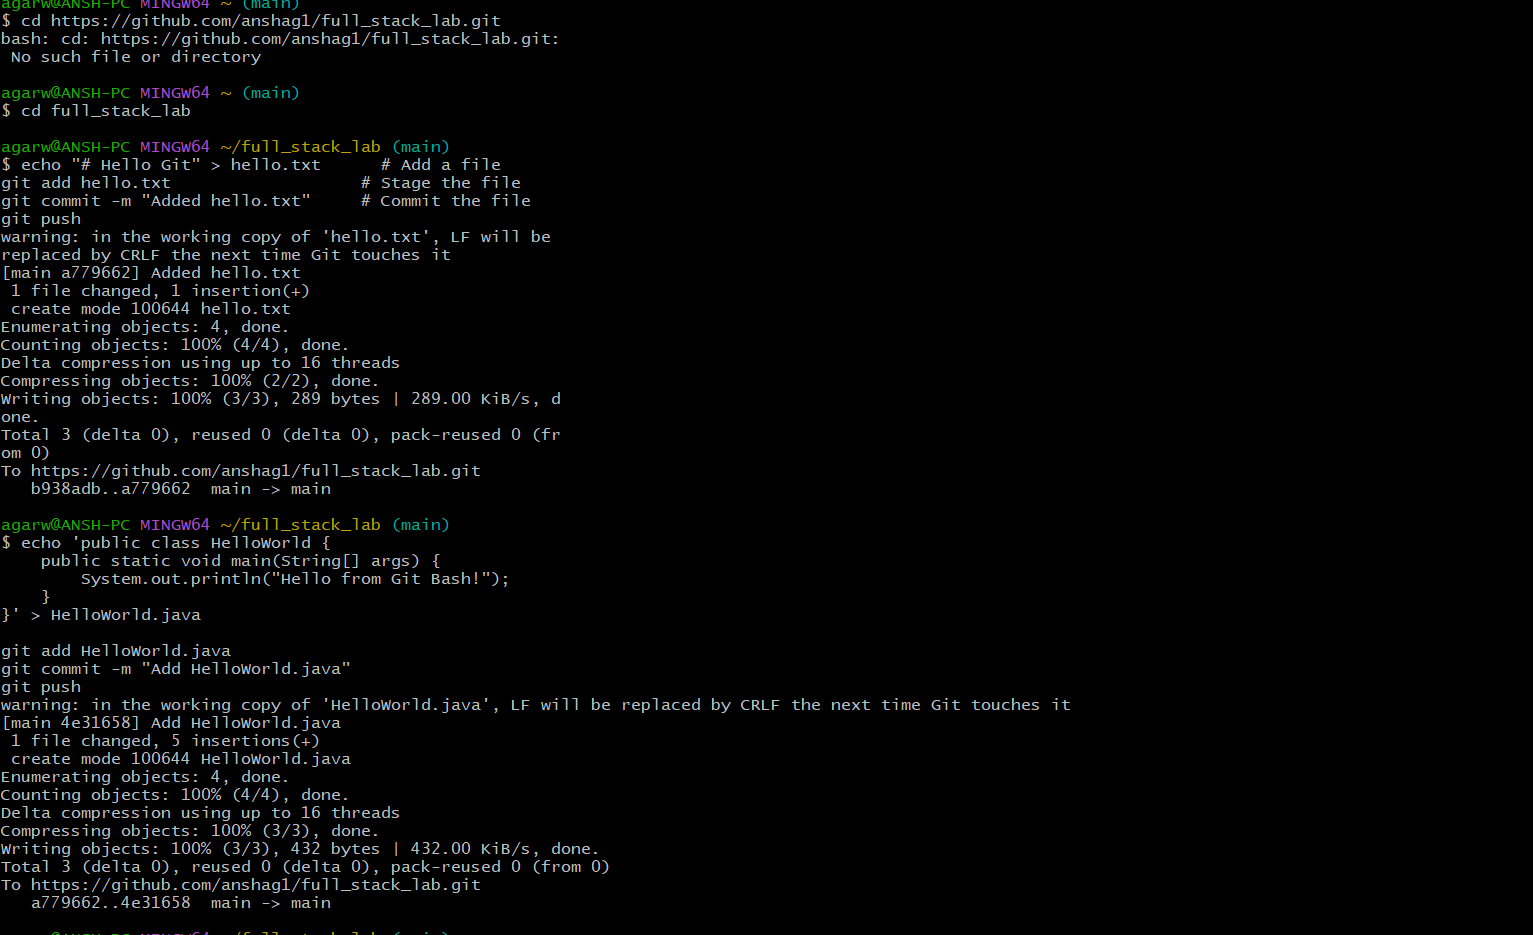 agarw@ANSH-PC MINGW64 ~ (main)
$ cd https://github.com/anshag1/full_stack_lab.git
bash: cd: https://github.com/anshag1/full_stack_lab.git:
 No such file or directory

agarw@ANSH-PC MINGW64 ~ (main)
$ cd full_stack_lab

agarw@ANSH-PC MINGW64 ~/full_stack_lab (main)
$ echo "# Hello Git" > hello.txt      # Add a file
git add hello.txt                   # Stage the file
git commit -m "Added hello.txt"     # Commit the file
git push
warning: in the working copy of 'hello.txt', LF will be
replaced by CRLF the next time Git touches it
[main a779662] Added hello.txt
 1 file changed, 1 insertion(+)
 create mode 100644 hello.txt
Enumerating objects: 4, done.
Counting objects: 100% (4/4), done.
Delta compression using up to 16 threads
Compressing objects: 100% (2/2), done.
Writing objects: 100% (3/3), 289 bytes | 289.00 KiB/s, d
one.
Total 3 (delta 0), reused 0 (delta 0), pack-reused 0 (fr
om 0)
To https://github.com/anshag1/full_stack_lab.git
   b938adb..a779662  main -> main

agarw@ANSH-PC MINGW64 ~/full_stack_lab (main)
$ echo 'public class HelloWorld {
    public static void main(String[] args) {
        System.out.println("Hello from Git Bash!");
    }
}' > HelloWorld.java

git add HelloWorld.java
git commit -m "Add HelloWorld.java"
git push
warning: in the working copy of 'HelloWorld.java', LF will be replaced by CRLF the next time Git touches it
[main 4e31658] Add HelloWorld.java
 1 file changed, 5 insertions(+)
 create mode 100644 HelloWorld.java
Enumerating objects: 4, done.
Counting objects: 100% (4/4), done.
Delta compression using up to 16 threads
Compressing objects: 100% (3/3), done.
Writing objects: 100% (3/3), 432 bytes | 432.00 KiB/s, done.
Total 3 (delta 0), reused 0 (delta 0), pack-reused 0 (from 0)
To https://github.com/anshag1/full_stack_lab.git
   a779662..4e31658  main -> main